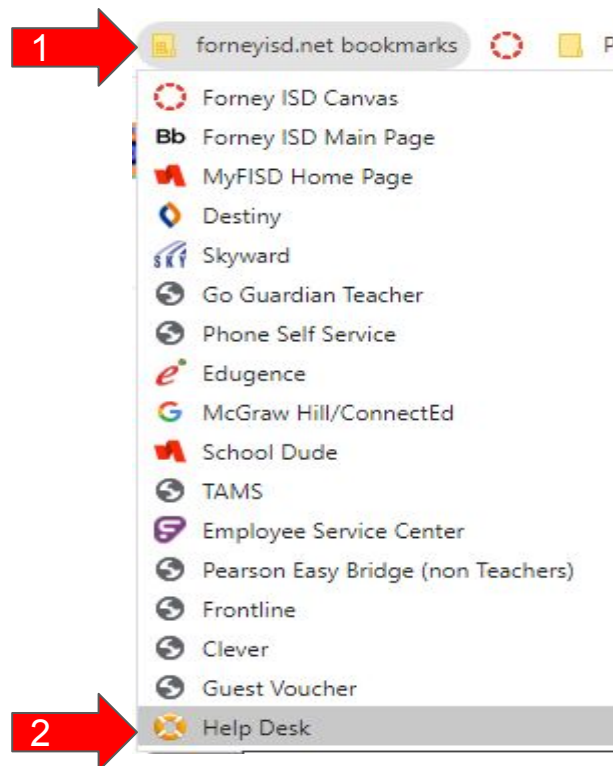 1
forneyisd.net bookmarks
P
Forney ISD Canvas
Bb Forney ISD Main Page
MyFISD Home Page
Destiny
SKY Skyward
Go Guardian Teacher
Phone Self Service
e Edugence
G McGraw Hill/ConnectEd
School Dude
TAMS
Employee Service Center
Pearson Easy Bridge (non Teachers)
Frontline
Clever
Guest Voucher
2
Help Desk